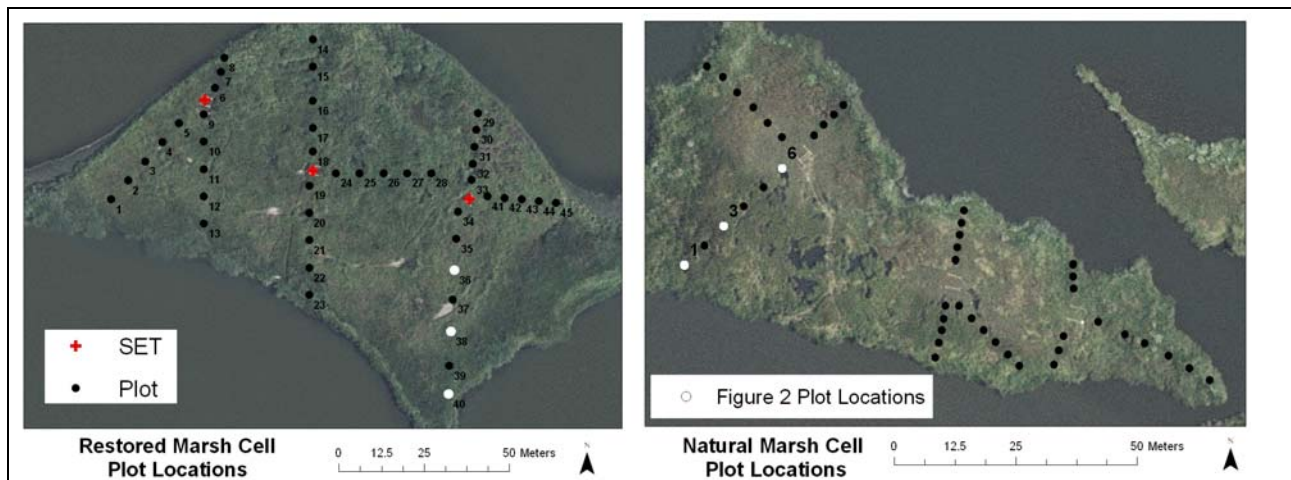 14
8
7
15
6
16
29
5
9
17
30
4
10
31
18
3
32
11
24 25 26 27 28
2
19
33
41 42 43 44 45
1
12
34
20
13
35
21
36
22
37
23
38
39
40
SET
Plot
Restored Marsh Cell
Plot Locations
0 12.5 25 50 Meters
N
6
3
1
Figure 2 Plot Locations
Natural Marsh Cell
Plot Locations
0 12.5 25 50 Meters
N